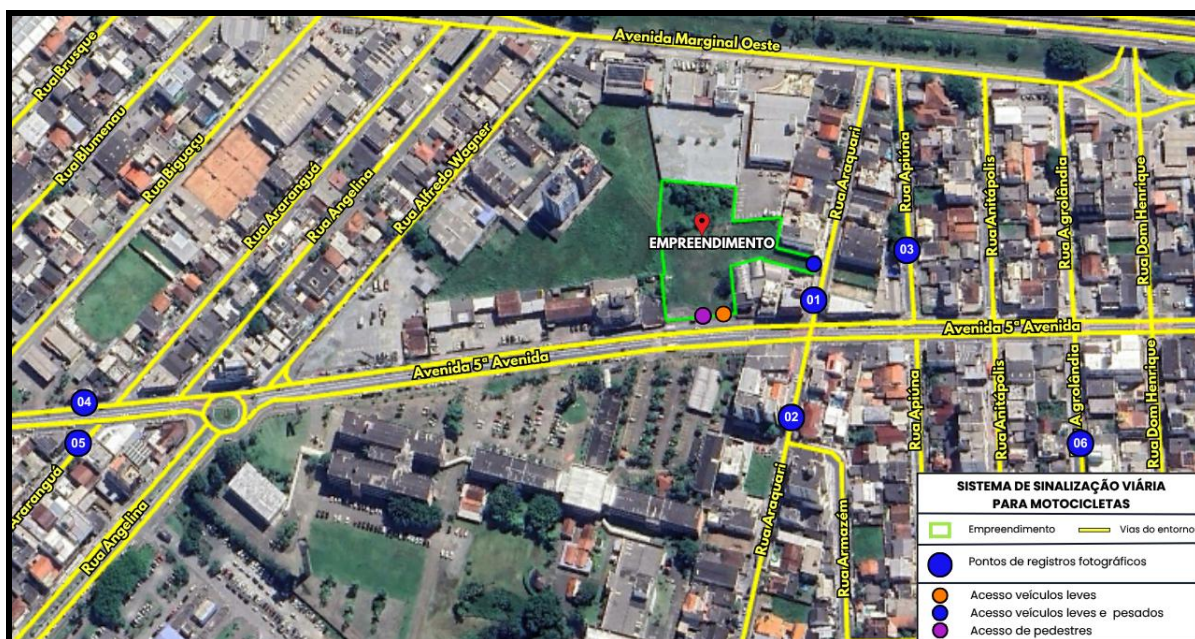 Avenida Marginal Oeste
Rua Brusque
Rua Blumenau
Rua Biguaçu
Rua Araranguá
Rua Angelina
Rua Alfredo Wagner
Rua Araquari
Rua Apiúna
Rua Anitápolis
Rua Agrolândia
Rua Dom Henrique
EMPREENDIMENTO
03
01
Avenida 5ª Avenida
Avenida 5ª Avenida
04
05
02
06
Araranguá
Rua Angelina
Rua Araquari
Rua Armazém
Rua Apiúna
Rua Anitápolis
Agrolândia
Rua Dom Henrique
SISTEMA DE SINALIZAÇÃO VIÁRIA
PARA MOTOCICLETAS
Empreendimento
Vias do entorno
Pontos de registros fotográficos
Acesso veículos leves
Acesso veículos leves e pesados
Acesso de pedestres